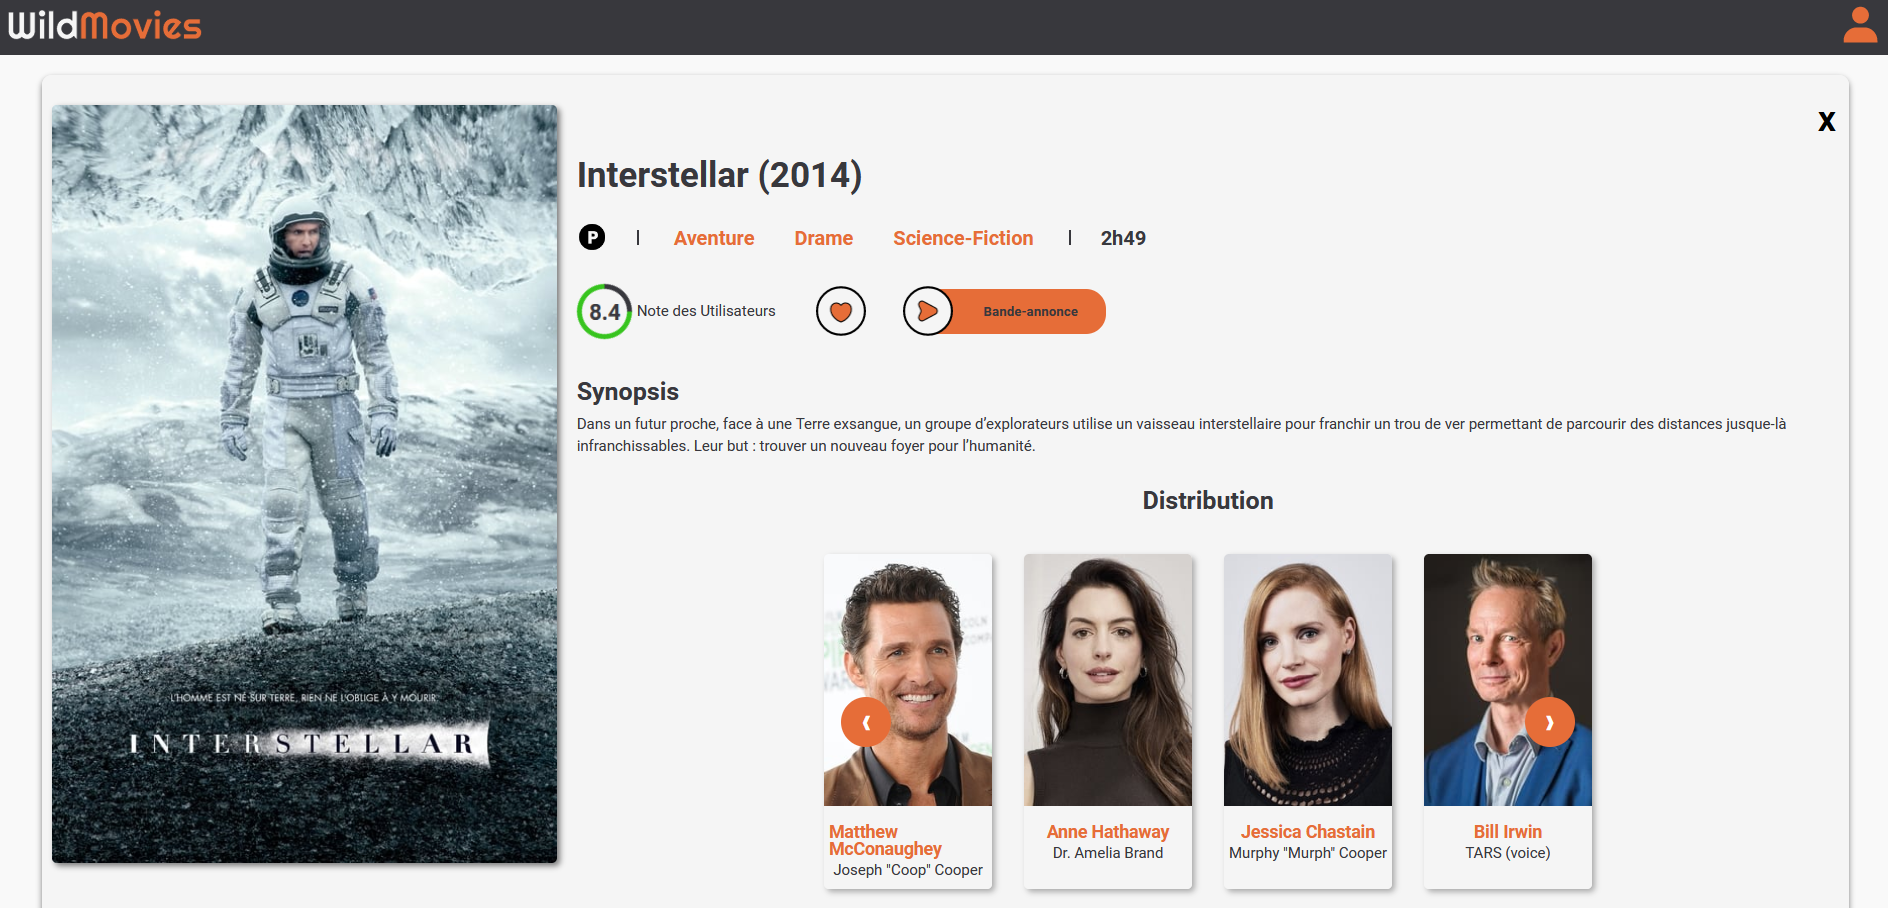 WildMovies
X
Interstellar (2014)
P | Aventure Drame Science-Fiction | 2h49
8.4 Note des Utilisateurs Bande-annonce
Synopsis
Dans un futur proche, face à une Terre exsangue, un groupe d’explorateurs utilise un vaisseau interstellaire pour franchir un trou de ver permettant de parcourir des distances jusque-là
infranchissables. Leur but : trouver un nouveau foyer pour l’humanité.
L'HOMME EST NÉ SUR TERRE, RIEN NE L'OBLIGE À Y MOURIR.
INTERSTELLAR
Distribution
❰ ❱
Matthew
McConaughey
Joseph "Coop" Cooper
Anne Hathaway
Dr. Amelia Brand
Jessica Chastain
Murphy "Murph" Cooper
Bill Irwin
TARS (voice)